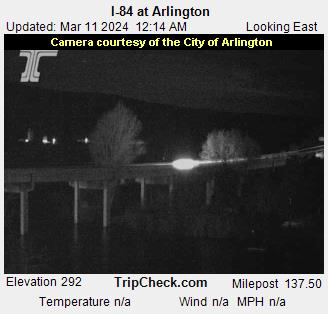 I-84 at Arlington
Updated: Mar 11 2024 12:14 AM Looking East
Camera courtesy of the City of Arlington
Elevation 292 TripCheck.com Milepost 137.50
Temperature n/a Wind n/a MPH n/a